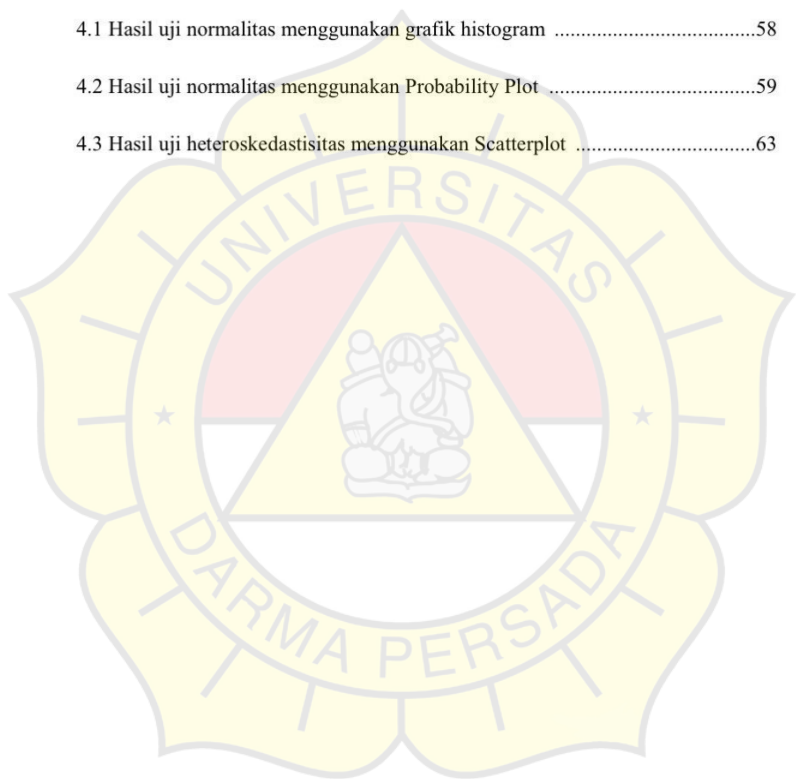 4.1 Hasil uji normalitas menggunakan grafik histogram .....................................58
4.2 Hasil uji normalitas menggunakan Probability Plot ......................................59
4.3 Hasil uji heteroskedastisitas menggunakan Scatterplot .................................63
UNIVERSITAS
DARMA PERSADA